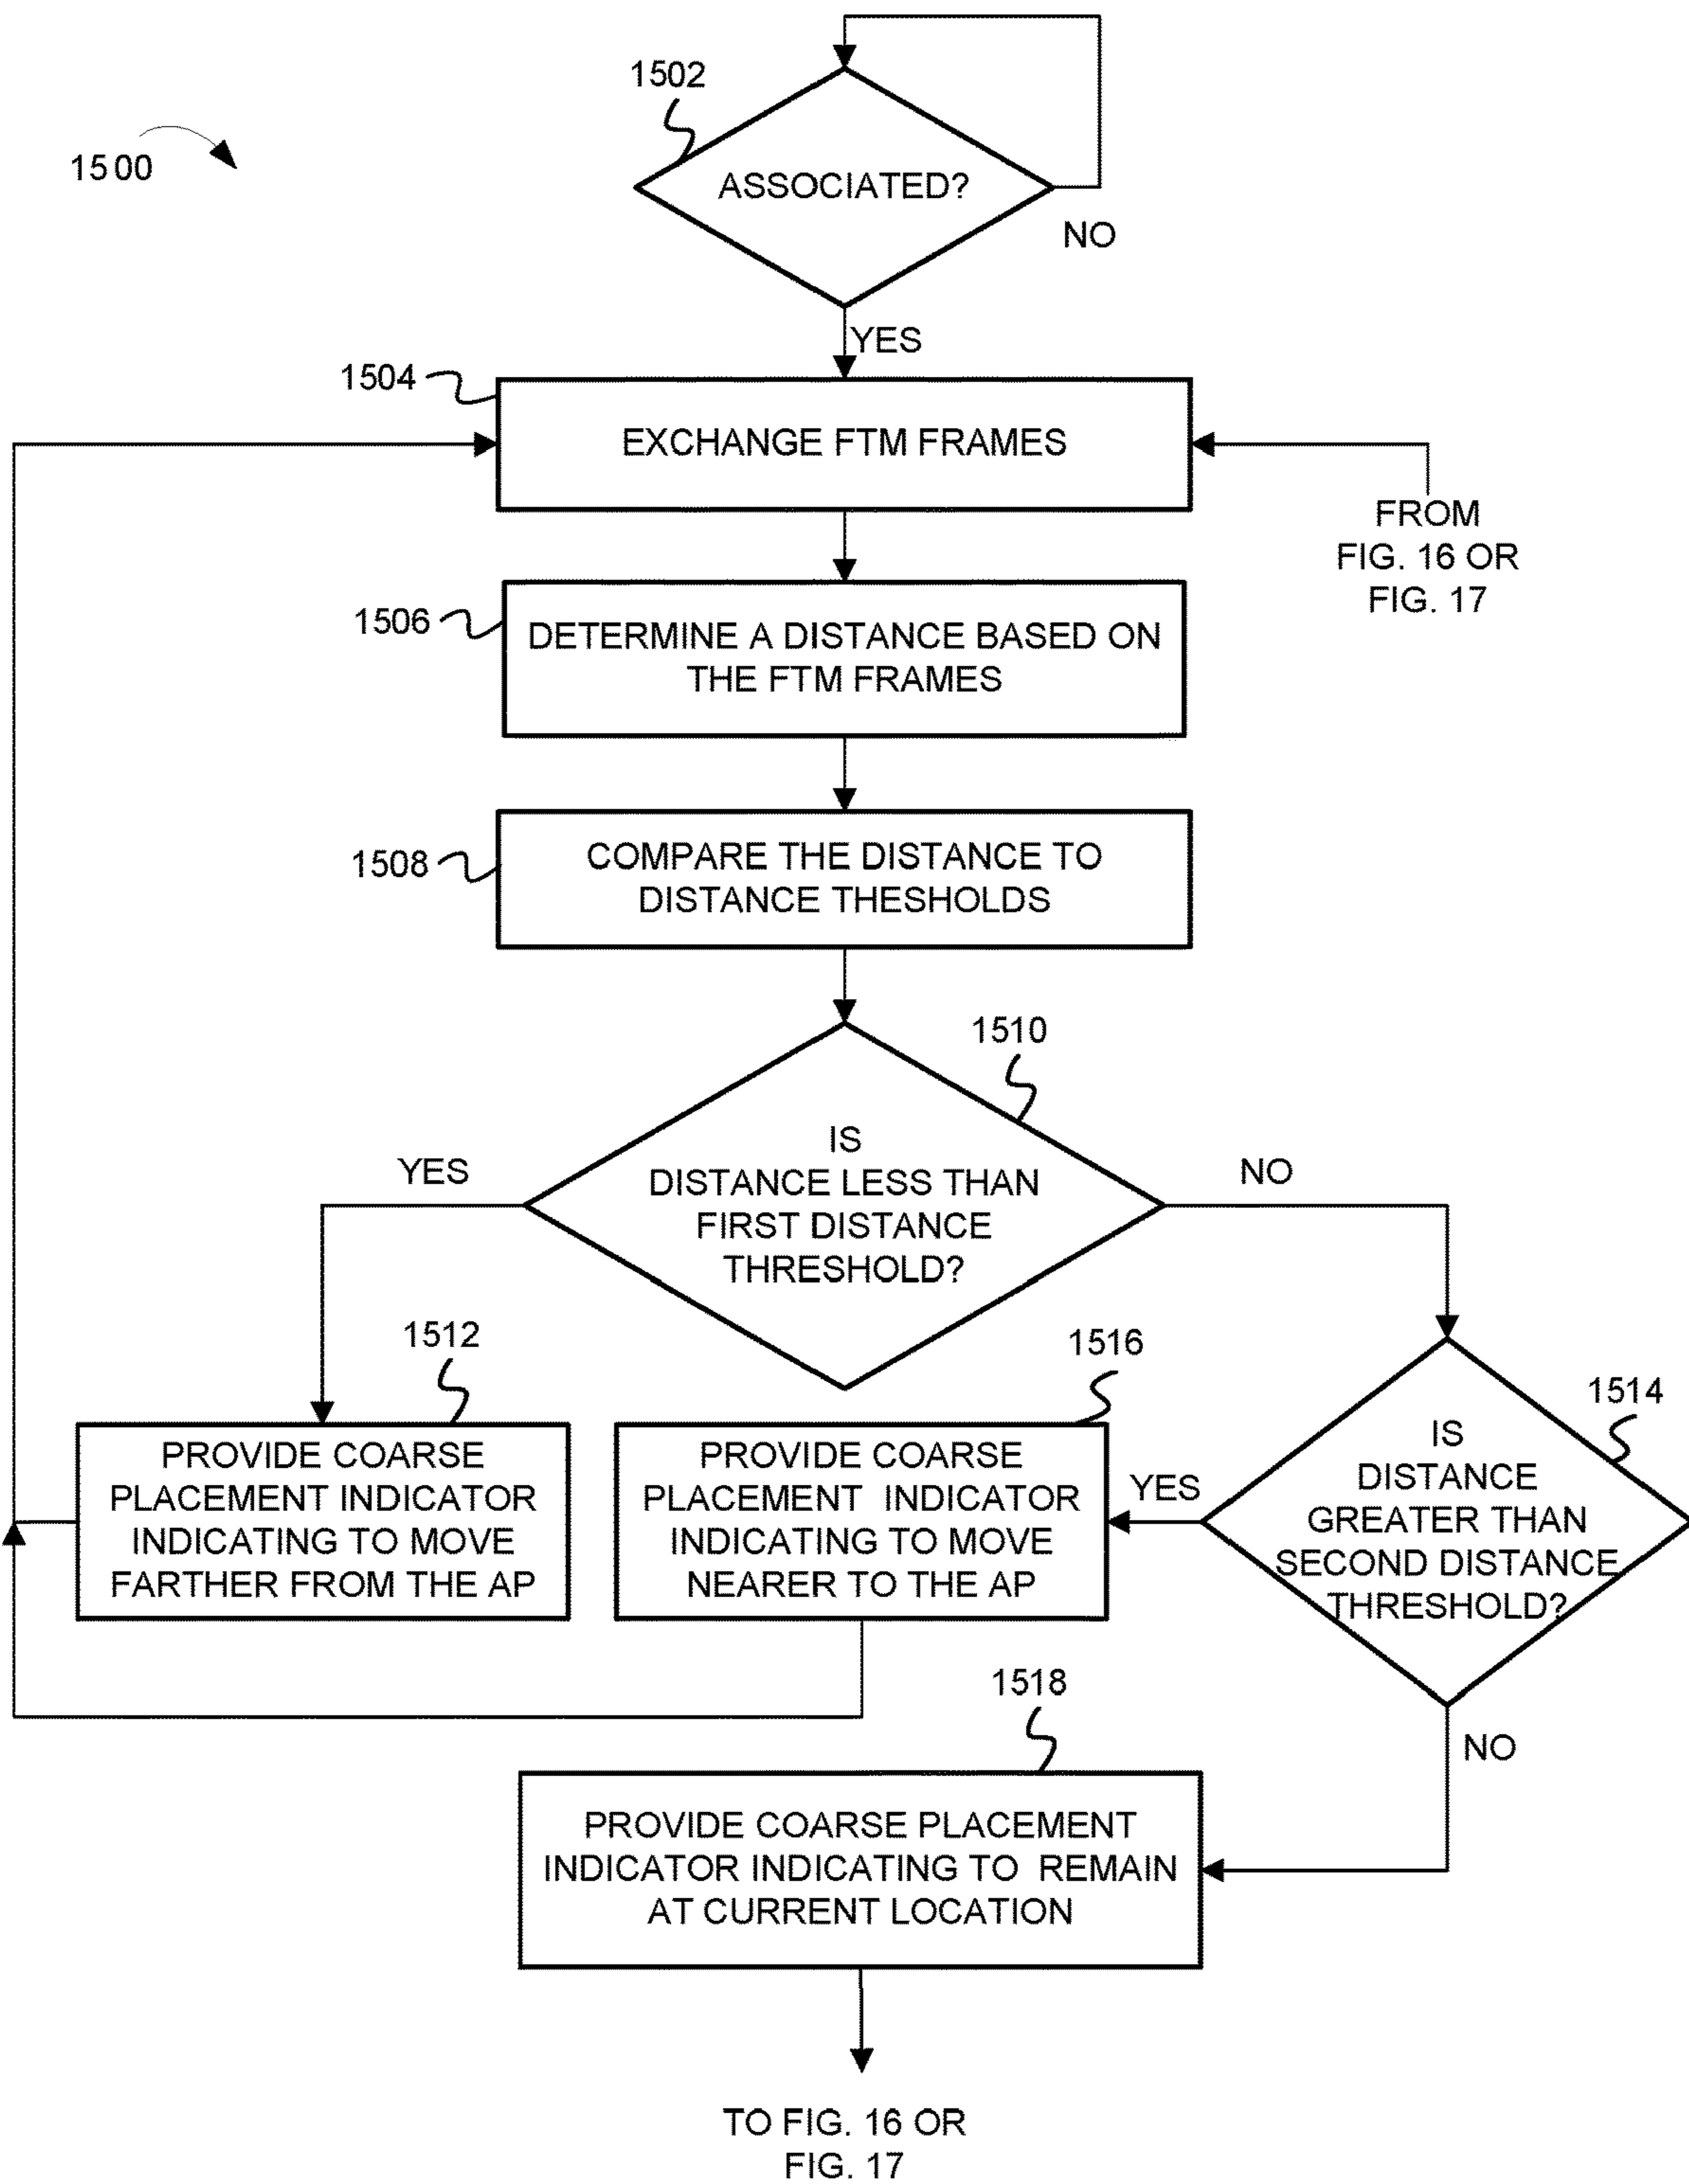 1502
1500
ASSOCIATED?
NO
YES
1504
EXCHANGE FTM FRAMES
FROM
FIG. 16 OR
FIG. 17
1506
DETERMINE A DISTANCE BASED ON
THE FTM FRAMES
1508
COMPARE THE DISTANCE TO
DISTANCE THESHOLDS
1510
IS
DISTANCE LESS THAN
FIRST DISTANCE
THRESHOLD?
YES
NO
1512
PROVIDE COARSE
PLACEMENT INDICATOR
INDICATING TO MOVE
FARTHER FROM THE AP
1516
PROVIDE COARSE
PLACEMENT INDICATOR
INDICATING TO MOVE
NEARER TO THE AP
YES
1514
IS
DISTANCE
GREATER THAN
SECOND DISTANCE
THRESHOLD?
NO
1518
PROVIDE COARSE PLACEMENT
INDICATOR INDICATING TO REMAIN
AT CURRENT LOCATION
TO FIG. 16 OR
FIG. 17